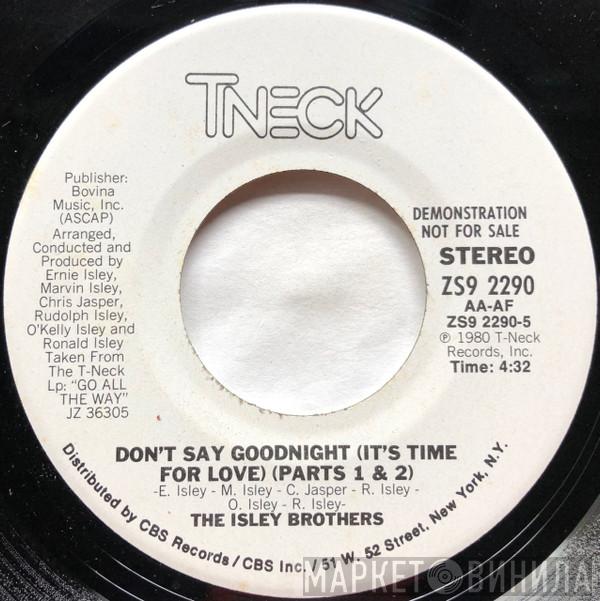 TNECK
Publisher:
Bovina
Music, Inc.
(ASCAP)
Arranged,
Conducted and
Produced by
Ernie Isley,
Marvin Isley,
Chris Jasper,
Rudolph Isley,
O'Kelly Isley and
Ronald Isley
Taken From
The T-Neck
Lp: "GO ALL
THE WAY"
JZ 36305
DEMONSTRATION
NOT FOR SALE
STEREO
ZS9 2290
AA-AF
ZS9 2290-5
℗ 1980 T-Neck
Records, Inc.
Time: 4:32
DON'T SAY GOODNIGHT (IT'S TIME
FOR LOVE) (PARTS 1 & 2)
-E. Isley - M. Isley - C. Jasper - R. Isley -
O. Isley - R. Isley-
THE ISLEY BROTHERS
Distributed by CBS Records / CBS Inc. / 51 W. 52 Street, New York, N.Y.
МАРКЕТ ВИНИЛА